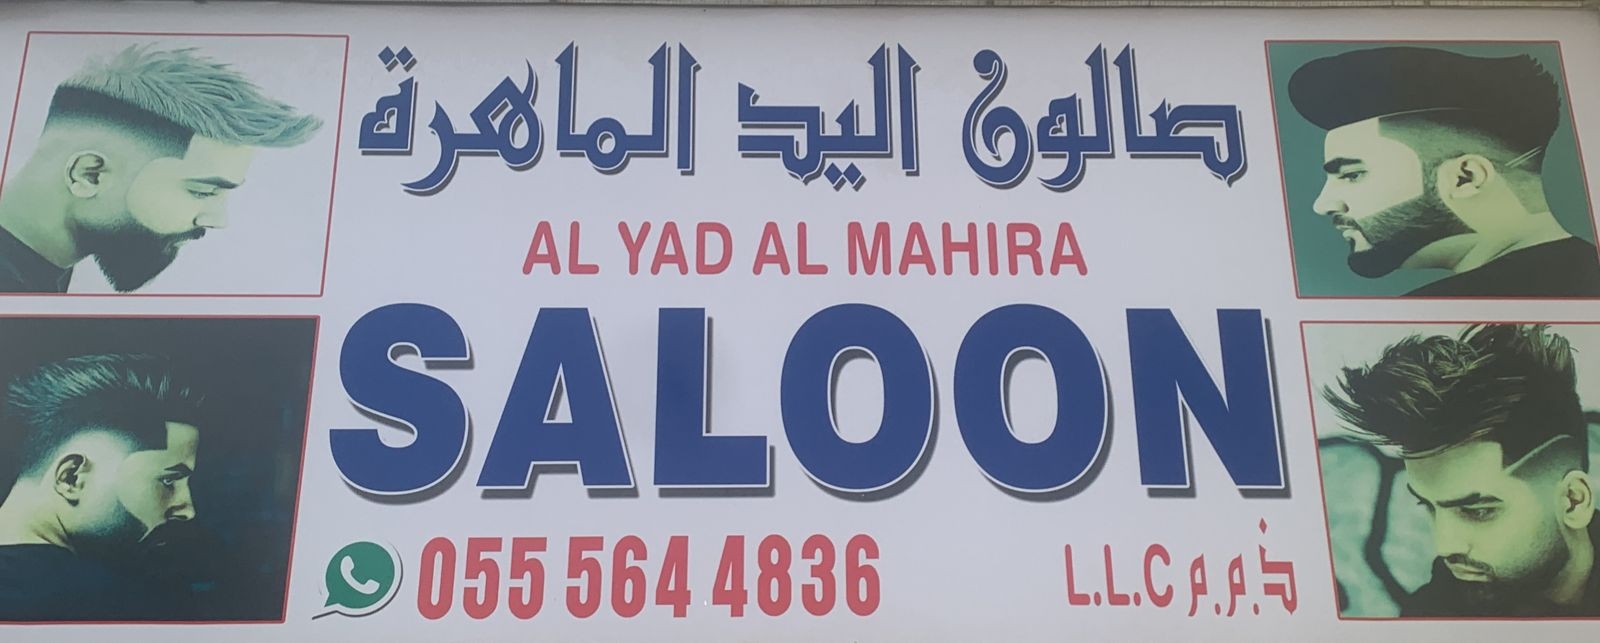 صالون اليد الماهرة
AL YAD AL MAHIRA
SALOON
055 564 4836
L.L.C ذ.م.م